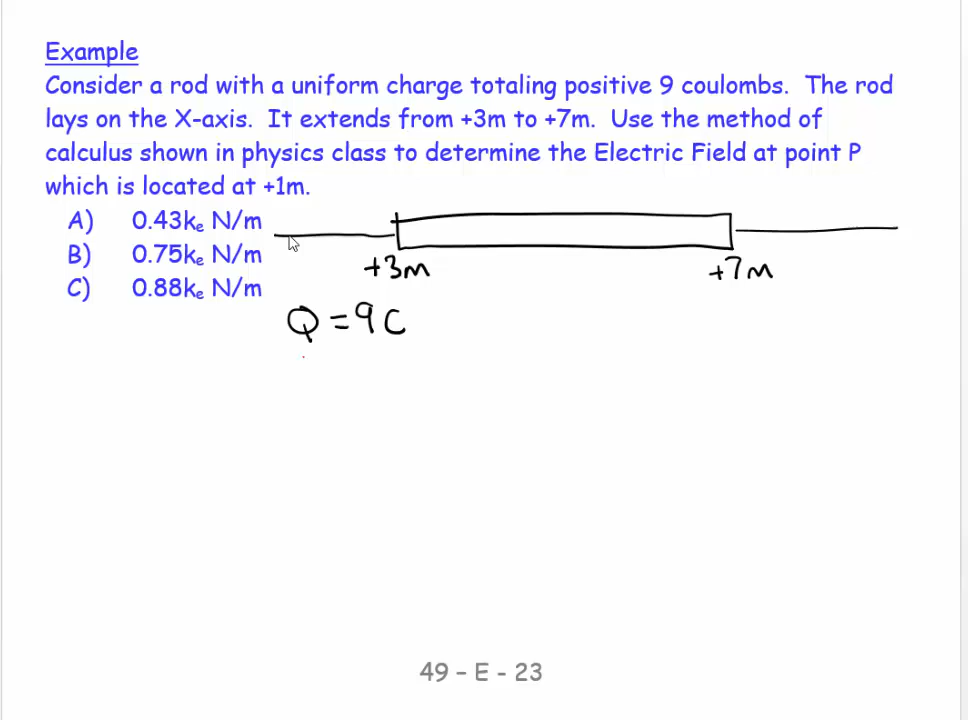 Example
Consider a rod with a uniform charge totaling positive 9 coulombs. The rod
lays on the X-axis. It extends from +3m to +7m. Use the method of
calculus shown in physics class to determine the Electric Field at point P
which is located at +1m.
A) 0.43kₑ N/m
B) 0.75kₑ N/m
C) 0.88kₑ N/m
+3m
+7m
Q = 9 C
49 – E - 23